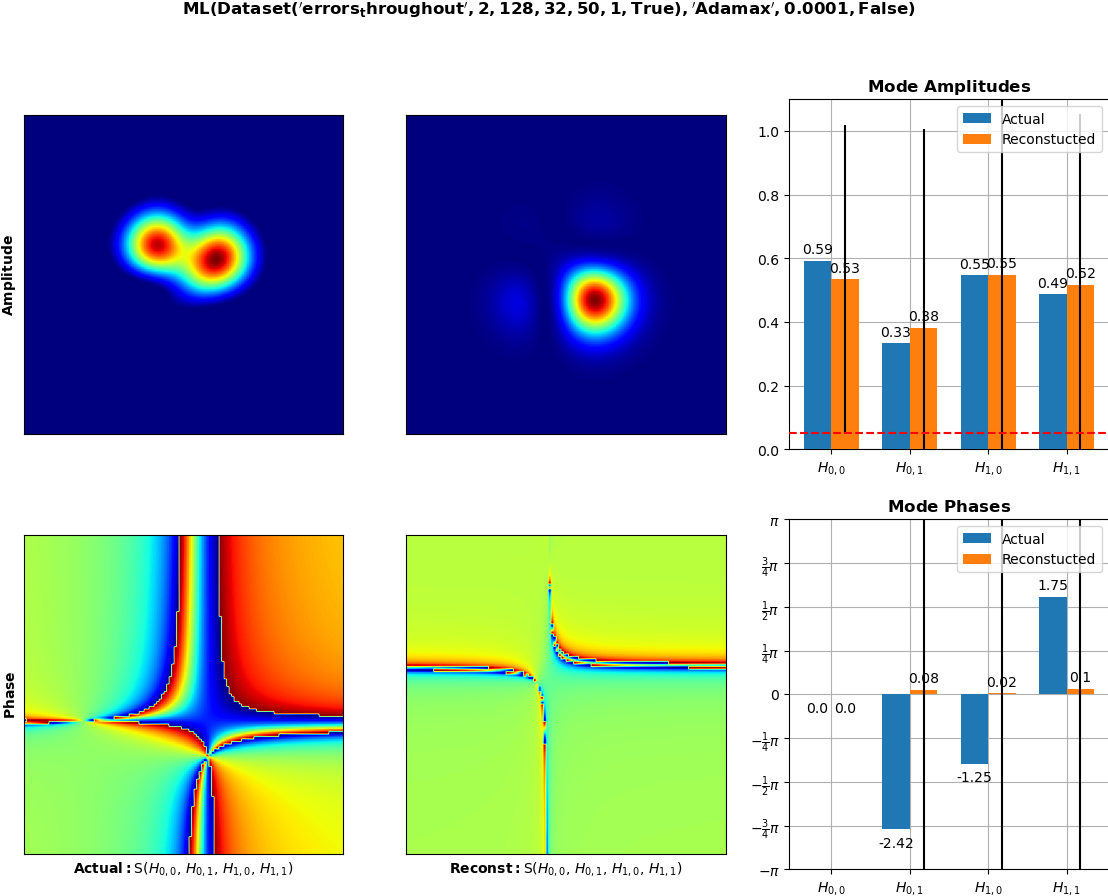 ML(Dataset('errors_throughout', 2, 128, 32, 50, 1, True), 'Adamax', 0.0001, False)
Amplitude
Mode Amplitudes
Actual
Reconstucted
1.0
0.8
0.6
0.4
0.2
0.0
0.59
0.53
0.33
0.38
0.55
0.55
0.49
0.52
H0,0
H0,1
H1,0
H1,1
Phase
Actual: S(H0,0, H0,1, H1,0, H1,1)
Reconst: S(H0,0, H0,1, H1,0, H1,1)
Mode Phases
Actual
Reconstucted
π
3/4π
1/2π
1/4π
0
−1/4π
−1/2π
−3/4π
−π
0.0
0.0
-2.42
0.08
-1.25
0.02
1.75
0.1
H0,0
H0,1
H1,0
H1,1